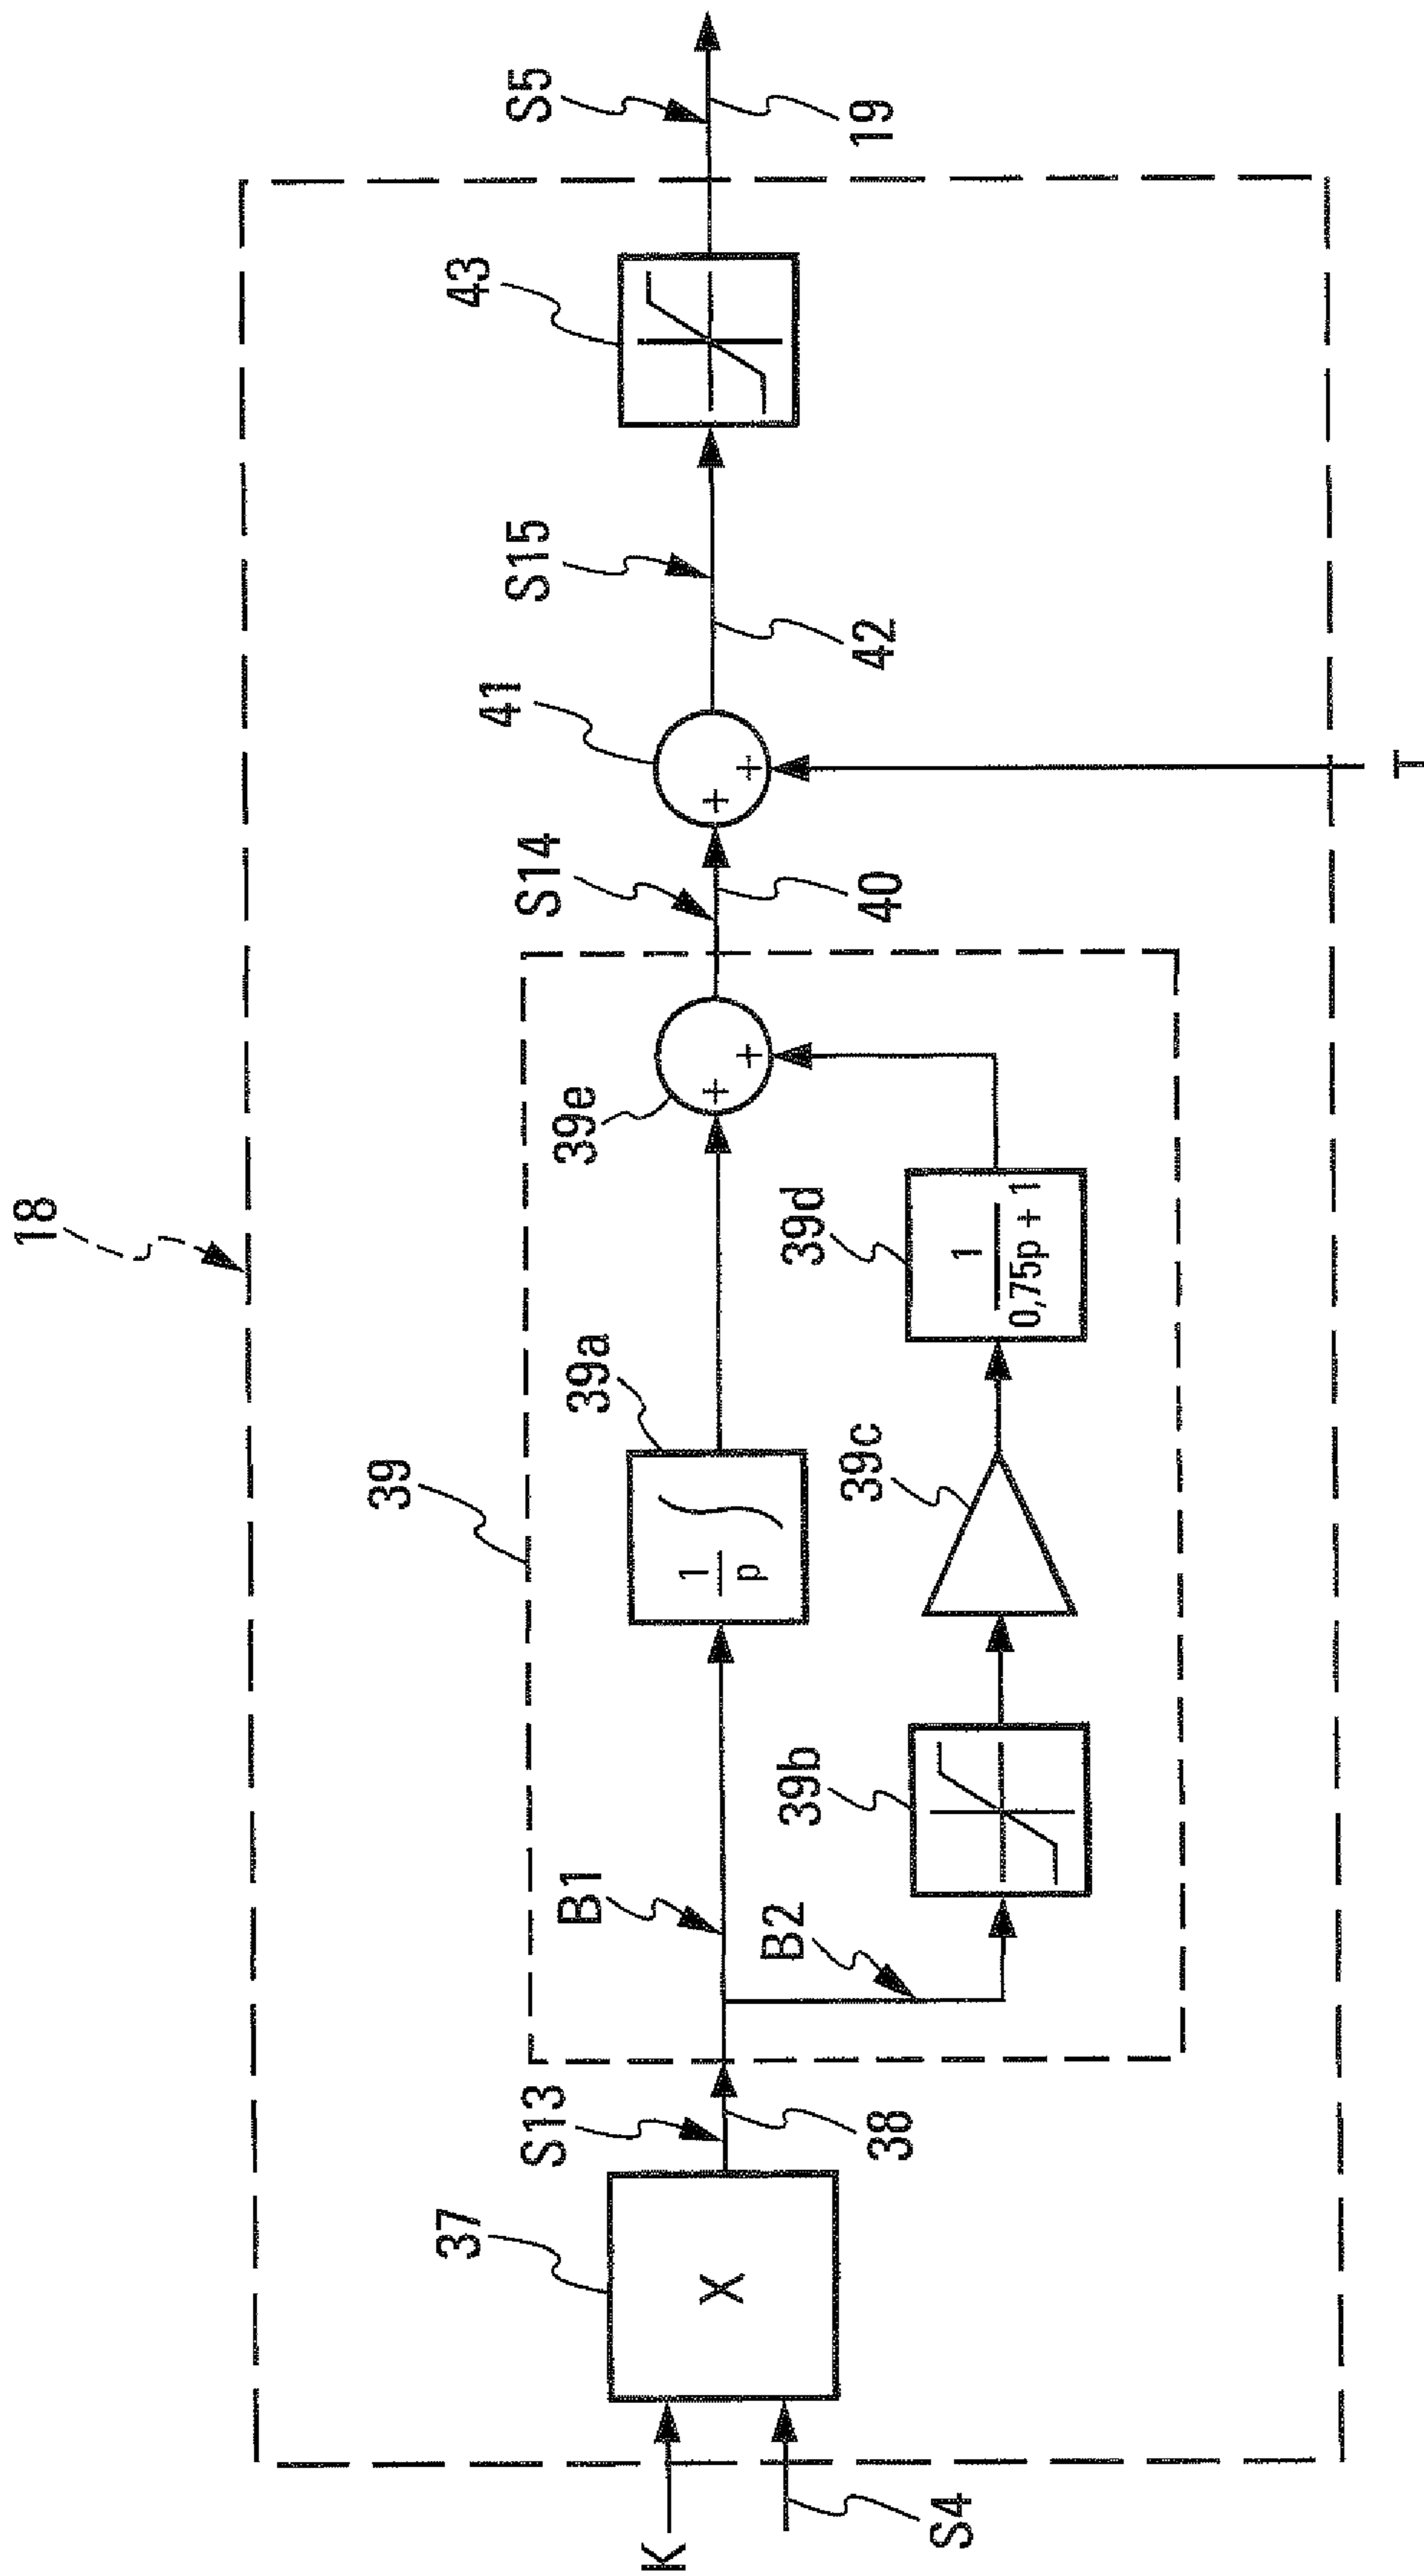 18
39
37
K
S4
X
S13
38
B1
B2
39a
1
p
39b
39c
39d
1
0,75p + 1
39e
+
+
S14
40
41
+
+
T
S15
42
43
S5
19